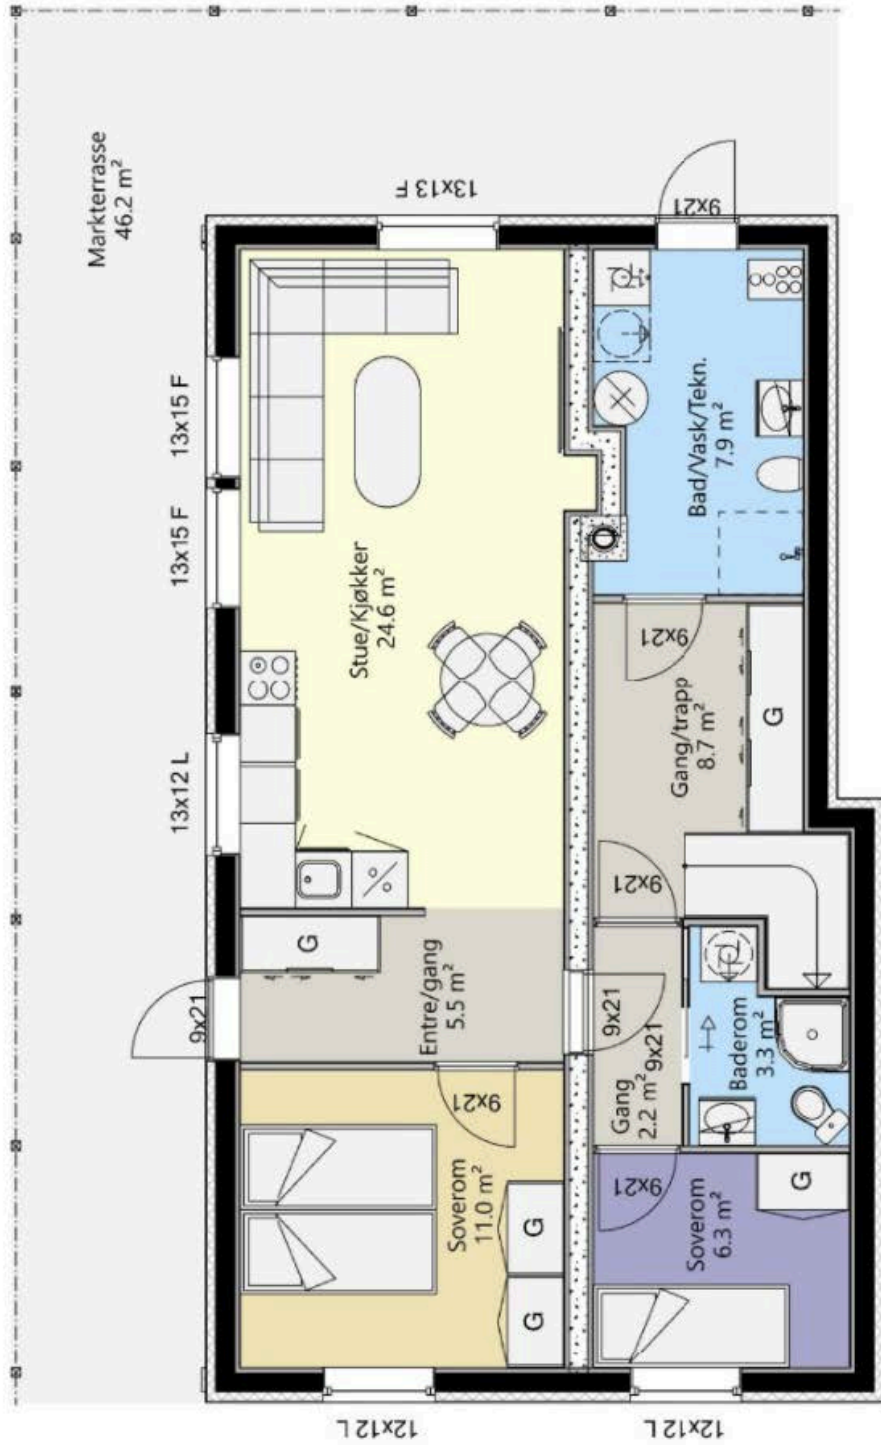 Markterrasse
46.2 m²
13x13 F
9x21
13x15 F
13x15 F
13x12 L
Stue/Kjøkker
24.6 m²
Bad/Vask/Tekn.
7.9 m²
9x21
Gang/trapp
8.7 m²
G
9x21
G
9x21
Entre/gang
5.5 m²
9x21
Gang
2.2 m²
9x21
Baderom
3.3 m²
9x21
Soverom
11.0 m²
G
G
9x21
Soverom
6.3 m²
G
12x12 L
12x12 L